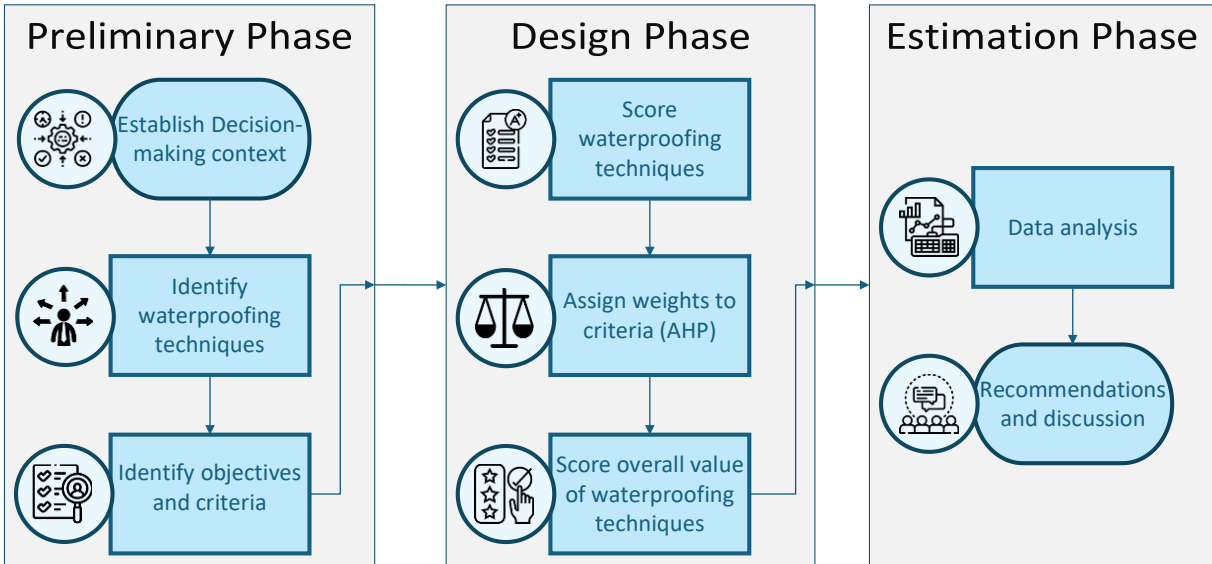 Preliminary Phase
Establish Decision-
making context
Identify
waterproofing
techniques
Identify objectives
and criteria
Design Phase
Score
waterproofing
techniques
Assign weights to
criteria (AHP)
Score overall value
of waterproofing
techniques
Estimation Phase
Data analysis
Recommendations
and discussion